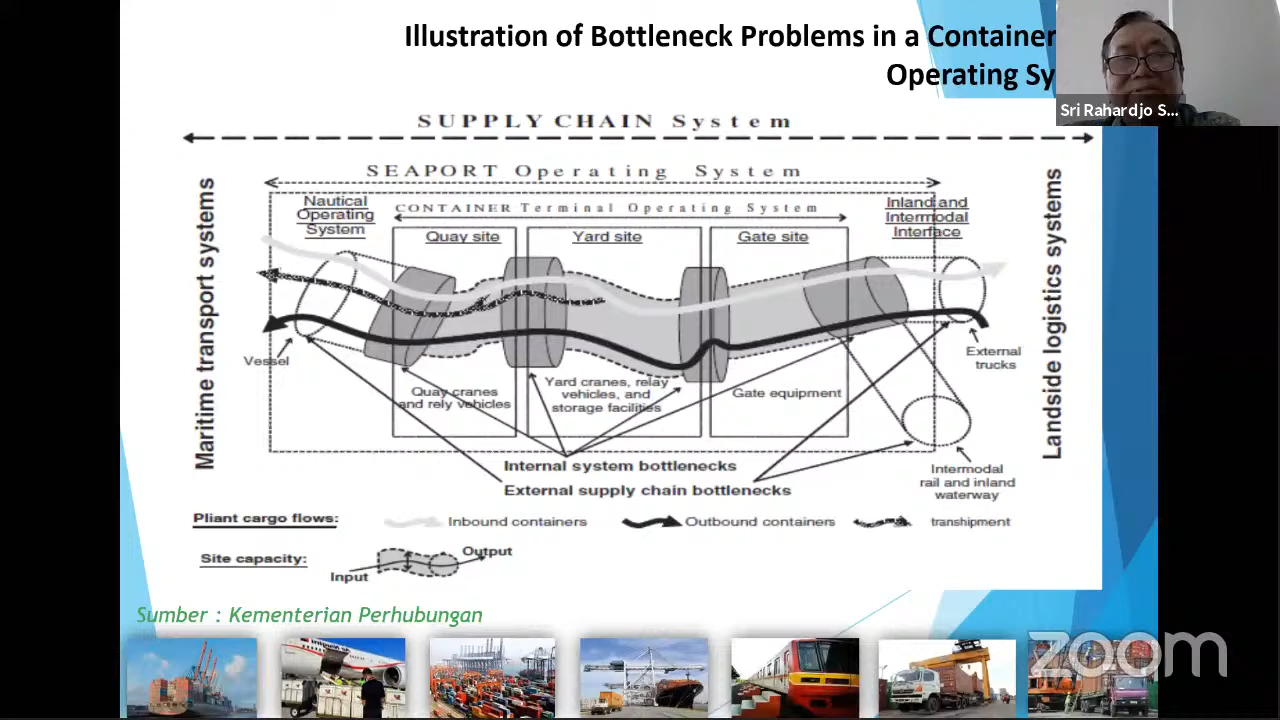 Illustration of Bottleneck Problems in a Container
Operating Sy
Sri Rahardjo S...
SUPPLY CHAIN System
SEAPORT Operating System
Nautical
Operating
System
CONTAINER Terminal Operating System
Inland and
Intermodal
Interface
Quay site
Yard site
Gate site
Maritime transport systems
Landside logistics systems
Vessel
Quay cranes
and rely vehicles
Yard cranes, relay
vehicles, and
storage facilities
Gate equipment
External
trucks
Internal system bottlenecks
External supply chain bottlenecks
Intermodal
rail and inland
waterway
Pliant cargo flows:
Inbound containers
Outbound containers
transhipment
Site capacity:
Input
Output
Sumber : Kementerian Perhubungan
zoom